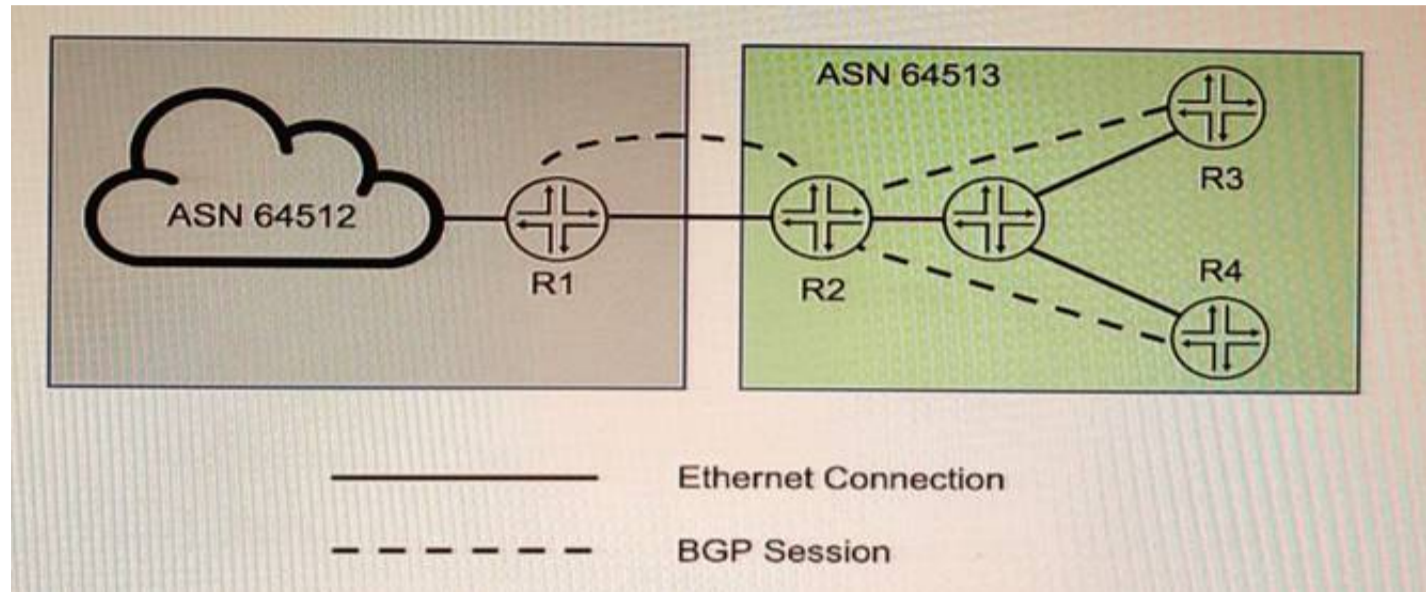 ASN 64513
R3
ASN 64512
R1
R2
R4
Ethernet Connection
BGP Session